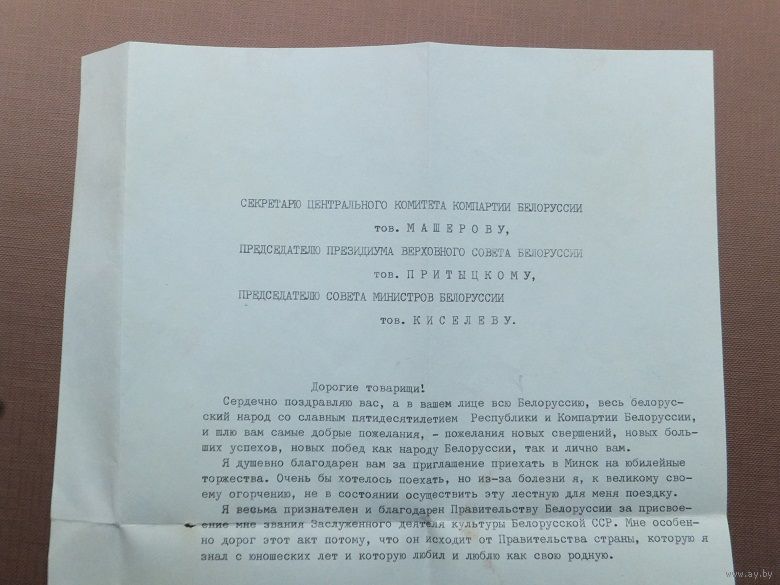 СЕКРЕТАРЮ ЦЕНТРАЛЬНОГО КОМИТЕТА КОМПАРТИИ БЕЛОРУССИИ
тов. М А Ш Е Р О В У,
ПРЕДСЕДАТЕЛЮ ПРЕЗИДИУМА ВЕРХОВНОГО СОВЕТА БЕЛОРУССИИ
тов. П Р И Т Ы Ц К О М У,
ПРЕДСЕДАТЕЛЮ СОВЕТА МИНИСТРОВ БЕЛОРУССИИ
тов. К И С Е Л Е В У.
Дорогие товарищи!
Сердечно поздравляю вас, а в вашем лице всю Белоруссию, весь белорус-
ский народ со славным пятидесятилетием Республики и Компартии Белоруссии,
и шлю вам самые добрые пожелания, - пожелания новых свершений, новых боль-
ших успехов, новых побед как народу Белоруссии, так и лично вам.
Я душевно благодарен вам за приглашение приехать в Минск на юбилейные
торжества. Очень бы хотелось поехать, но из-за болезни я, к великому сво-
ему огорчению, не в состоянии осуществить эту лестную для меня поездку.
Я весьма признателен и благодарен Правительству Белоруссии за присвое-
ение мне звания Заслуженного деятеля культуры Белорусской ССР. Мне особен-
но дорог этот акт потому, что он исходит от Правительства страны, которую я
знал с юношеских лет и которую любил и люблю как свою родную.
www.ay.by